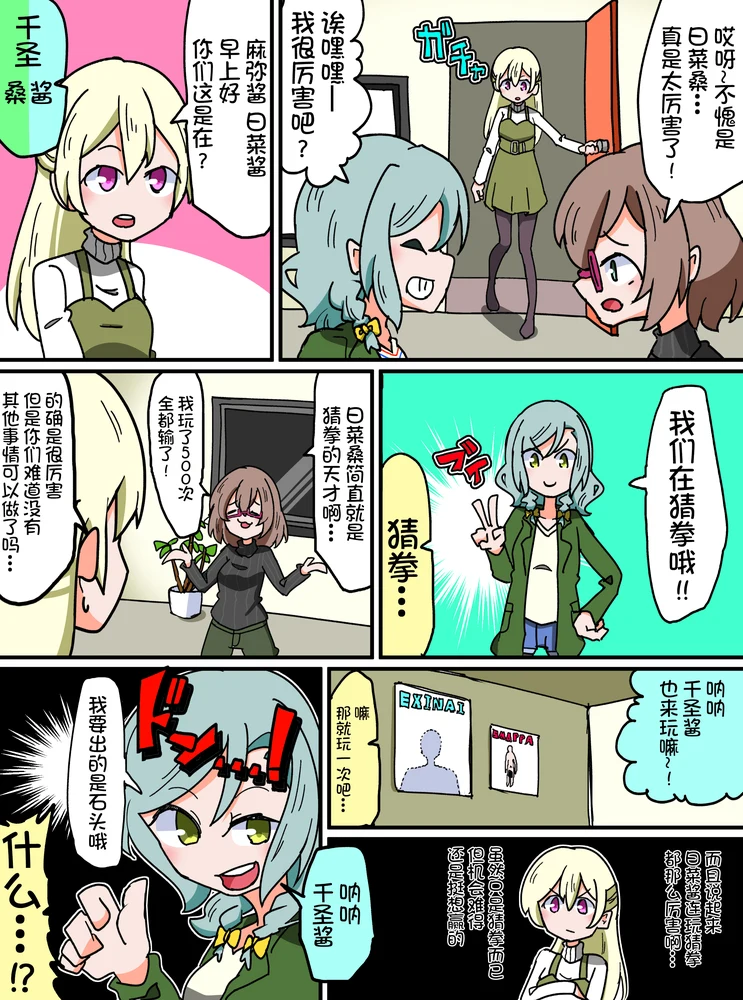 哎呀~不愧是
日菜桑…
真是太厉害了！
ガチャ
诶嘿嘿—
我很厉害吧？
千圣
桑酱
麻弥酱 日菜酱
早上好
你们这是在？
我们在猜拳哦!!
ブイ
猜拳…
日菜桑简直就是
猜拳的天才啊…
我玩了500次
全都输了！
的确是很厉害
但是你们难道没有
其他事情可以做了吗…
呐呐
千圣酱
也来玩嘛~！
EXINAI
嘛
那就玩一次吧…
而且说起来
日菜酱连玩猜拳
都那么厉害啊…
虽然只是猜拳而已
但机会难得
还是挺想赢的
呐呐
千圣酱
ドン…!
我要出的是石头哦
什么…!?